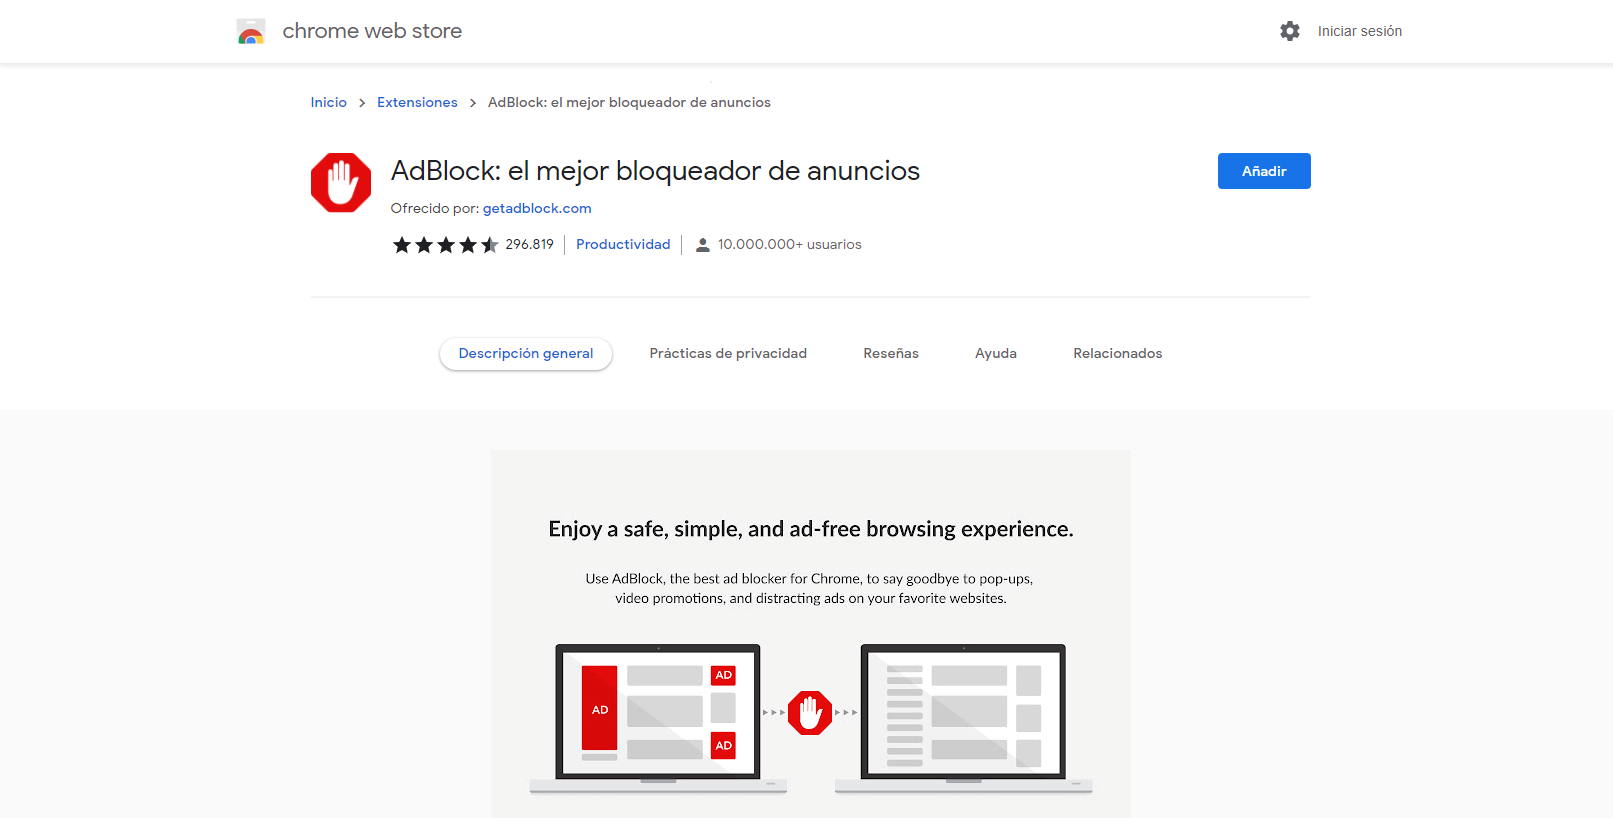 chrome web store
Iniciar sesión
Inicio > Extensiones > AdBlock: el mejor bloqueador de anuncios
AdBlock: el mejor bloqueador de anuncios
Añadir
Ofrecido por: getadblock.com
296.819 | Productividad | 10.000.000+ usuarios
Descripción general
Prácticas de privacidad
Reseñas
Ayuda
Relacionados
Enjoy a safe, simple, and ad-free browsing experience.
Use AdBlock, the best ad blocker for Chrome, to say goodbye to pop-ups,
video promotions, and distracting ads on your favorite websites.
AD
AD
AD